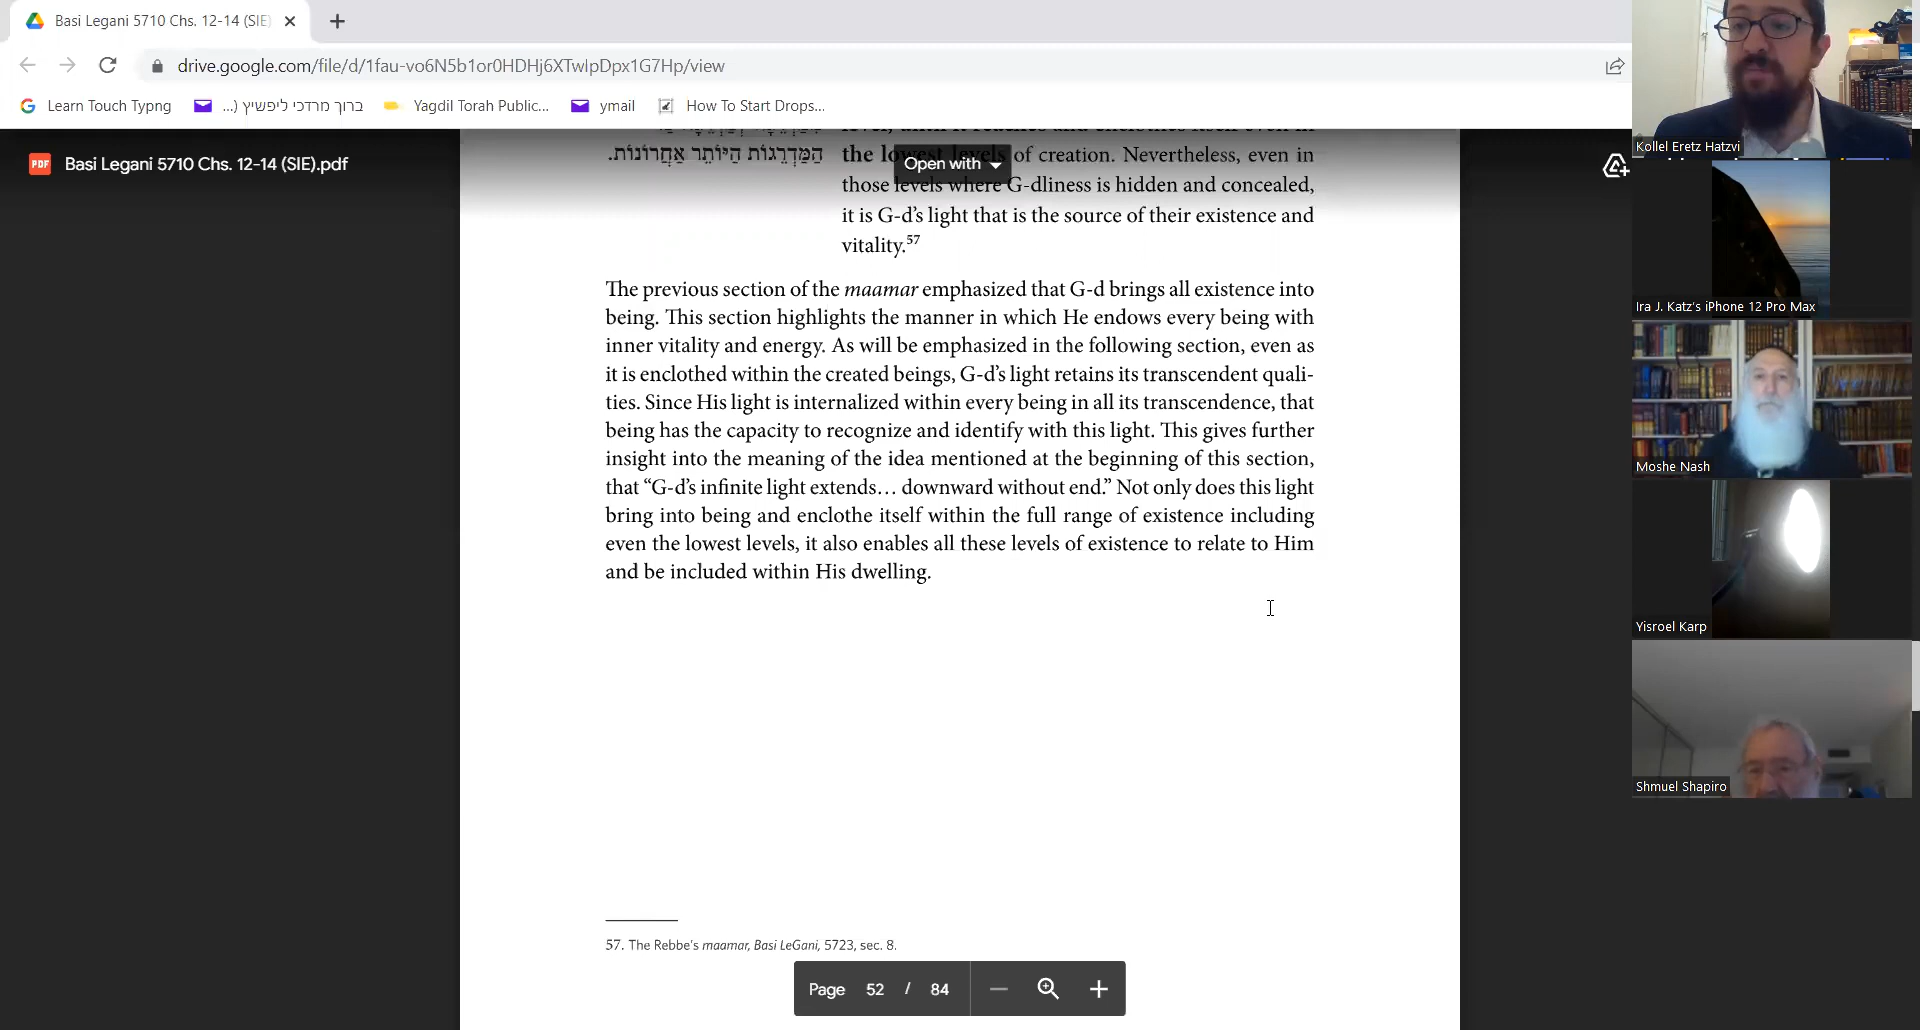 Basi Legani 5710 Chs. 12-14 (SIE)
drive.google.com/file/d/1fau-vo6N5b1or0HDHj6XTwIpDpx1G7Hp/view
Learn Touch Typng
ברוך מרדכי ליפשיץ (...
Yagdil Torah Public...
ymail
How To Start Drops...
PDF
Basi Legani 5710 Chs. 12-14 (SIE).pdf
Open with
level, until it reaches and enclothes itself even in
הַמַּדְרֵגוֹת הַיּוֹתֵר אַחֲרוֹנוֹת.
the lowest levels of creation. Nevertheless, even in
those levels where G-dliness is hidden and concealed,
it is G-d’s light that is the source of their existence and
vitality.57
The previous section of the maamar emphasized that G-d brings all existence into
being. This section highlights the manner in which He endows every being with
inner vitality and energy. As will be emphasized in the following section, even as
it is enclothed within the created beings, G-d’s light retains its transcendent quali-
ties. Since His light is internalized within every being in all its transcendence, that
being has the capacity to recognize and identify with this light. This gives further
insight into the meaning of the idea mentioned at the beginning of this section,
that “G-d’s infinite light extends… downward without end.” Not only does this light
bring into being and enclothe itself within the full range of existence including
even the lowest levels, it also enables all these levels of existence to relate to Him
and be included within His dwelling.
57. The Rebbe’s maamar, Basi LeGani, 5723, sec. 8.
Page 52 / 84
Kollel Eretz Hatzvi
Ira J. Katz's iPhone 12 Pro Max
Moshe Nash
Yisroel Karp
Shmuel Shapiro